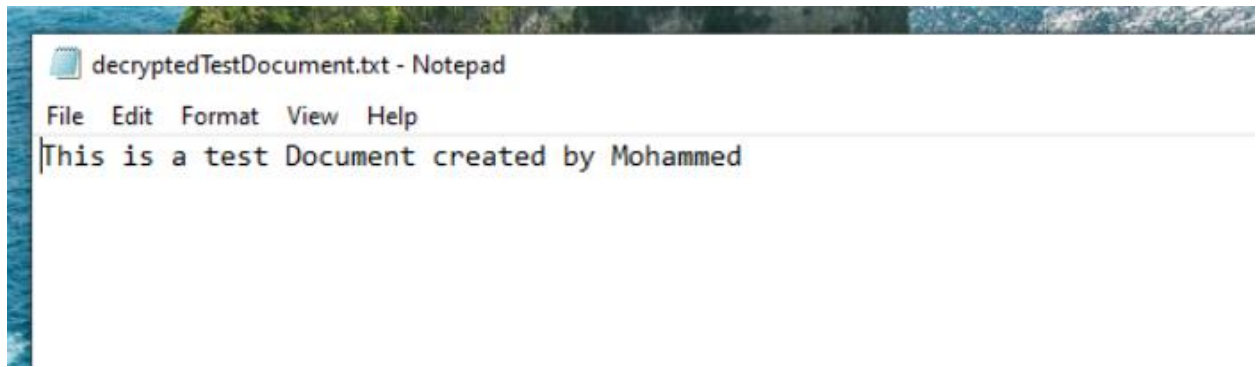 decryptedTestDocument.txt - Notepad
File Edit Format View Help
This is a test Document created by Mohammed